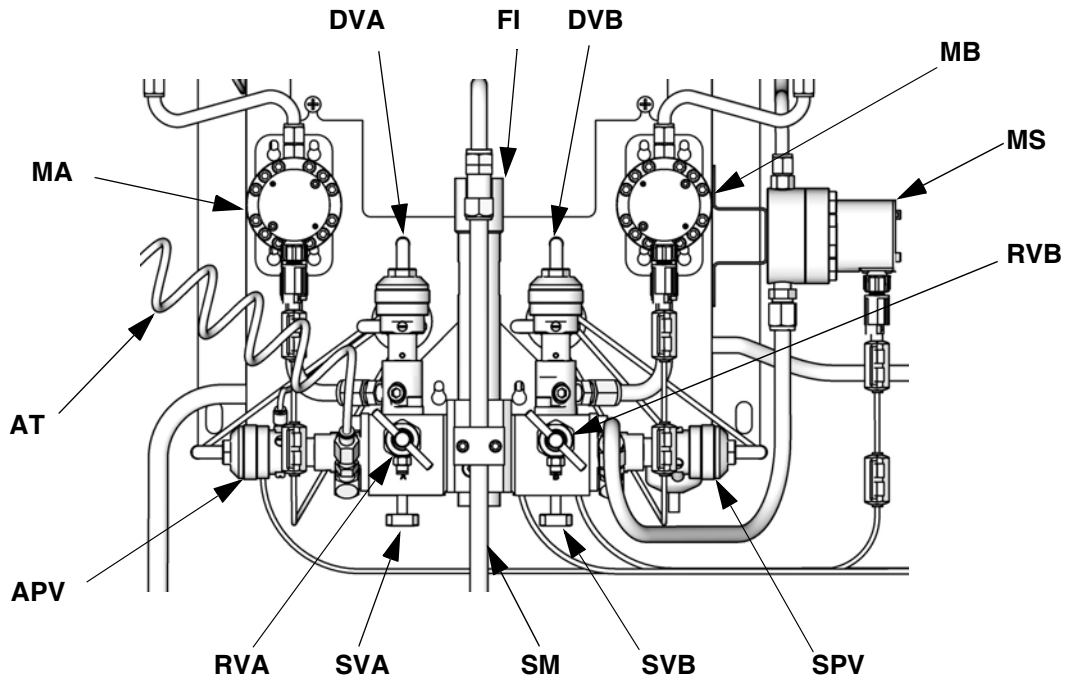 DVA FI DVB
MB
MS
MA
RVB
AT
APV
RVA SVA SM SVB SPV